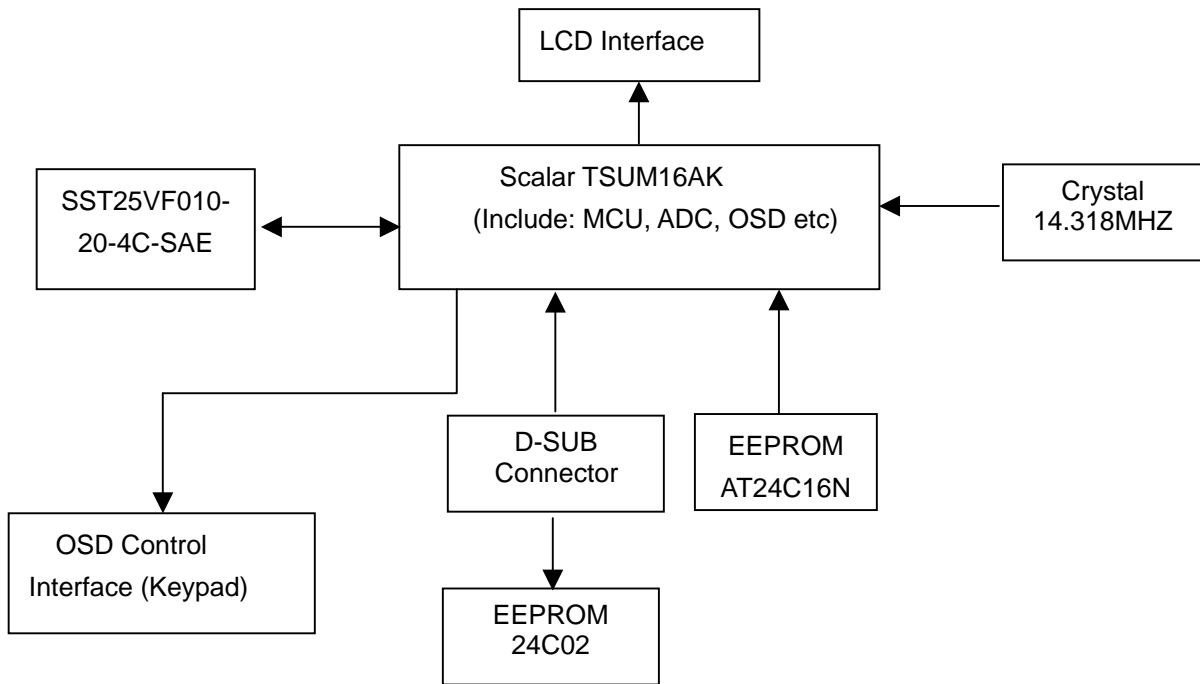 LCD Interface
Scalar TSUM16AK
(Include: MCU, ADC, OSD etc)
SST25VF010-
20-4C-SAE
Crystal
14.318MHZ
D-SUB
Connector
EEPROM
AT24C16N
OSD Control
Interface (Keypad)
EEPROM
24C02